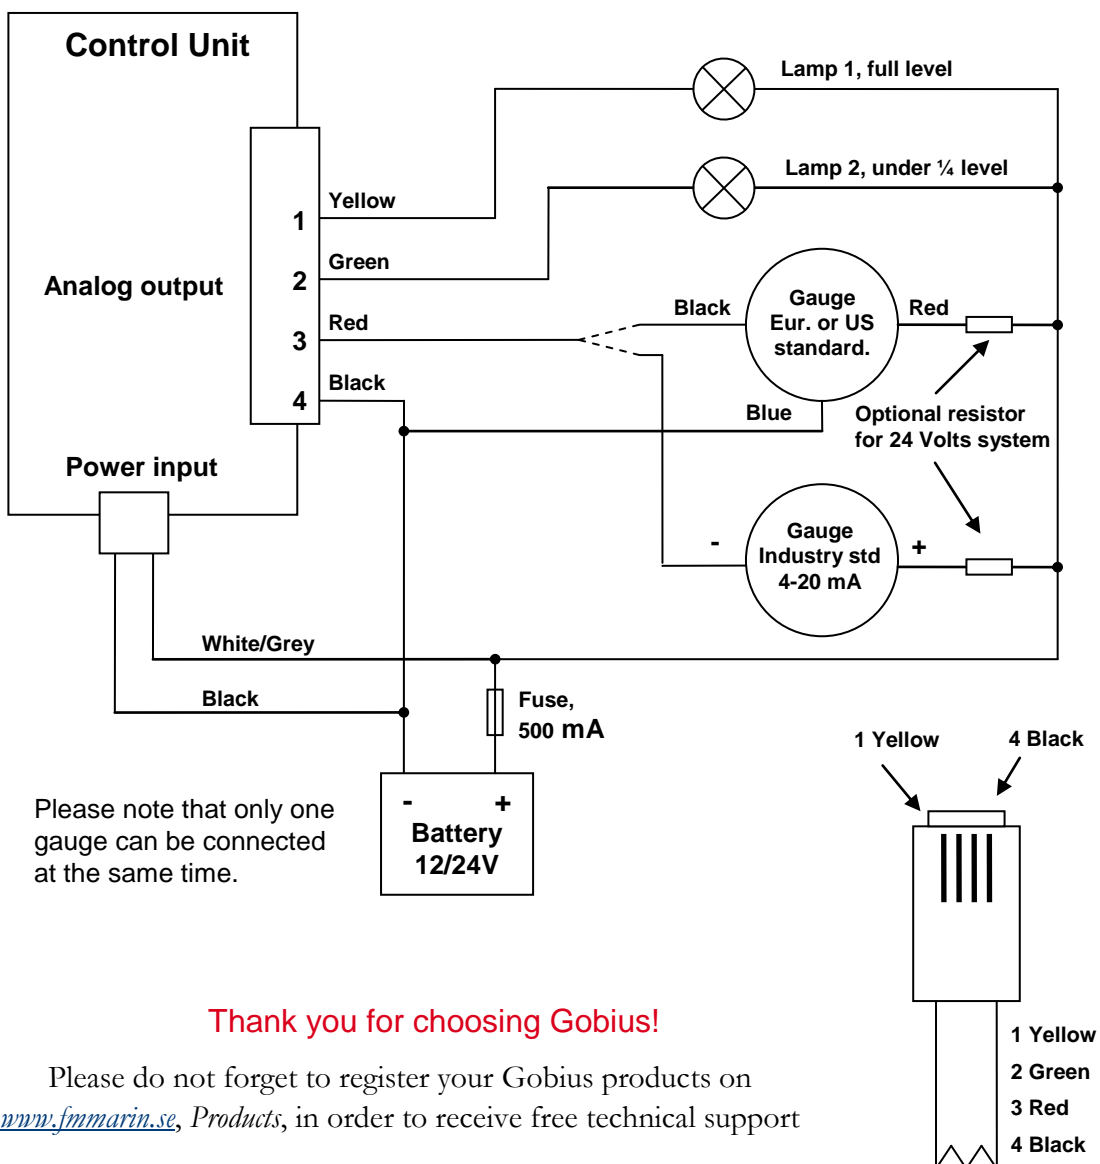 Control Unit
Lamp 1, full level
Lamp 2, under ¼ level
Yellow
1
Green
2
Analog output
Red
3
Black
4
Black
Gauge
Eur. or US
standard.
Red
Blue
Optional resistor
for 24 Volts system
Power input
-
Gauge
Industry std
4-20 mA
+
White/Grey
Black
Fuse,
500 mA
- +
Battery
12/24V
Please note that only one
gauge can be connected
at the same time.
1 Yellow
4 Black
1 Yellow
2 Green
3 Red
4 Black
Thank you for choosing Gobius!
Please do not forget to register your Gobius products on
www.fmmarin.se, Products, in order to receive free technical support